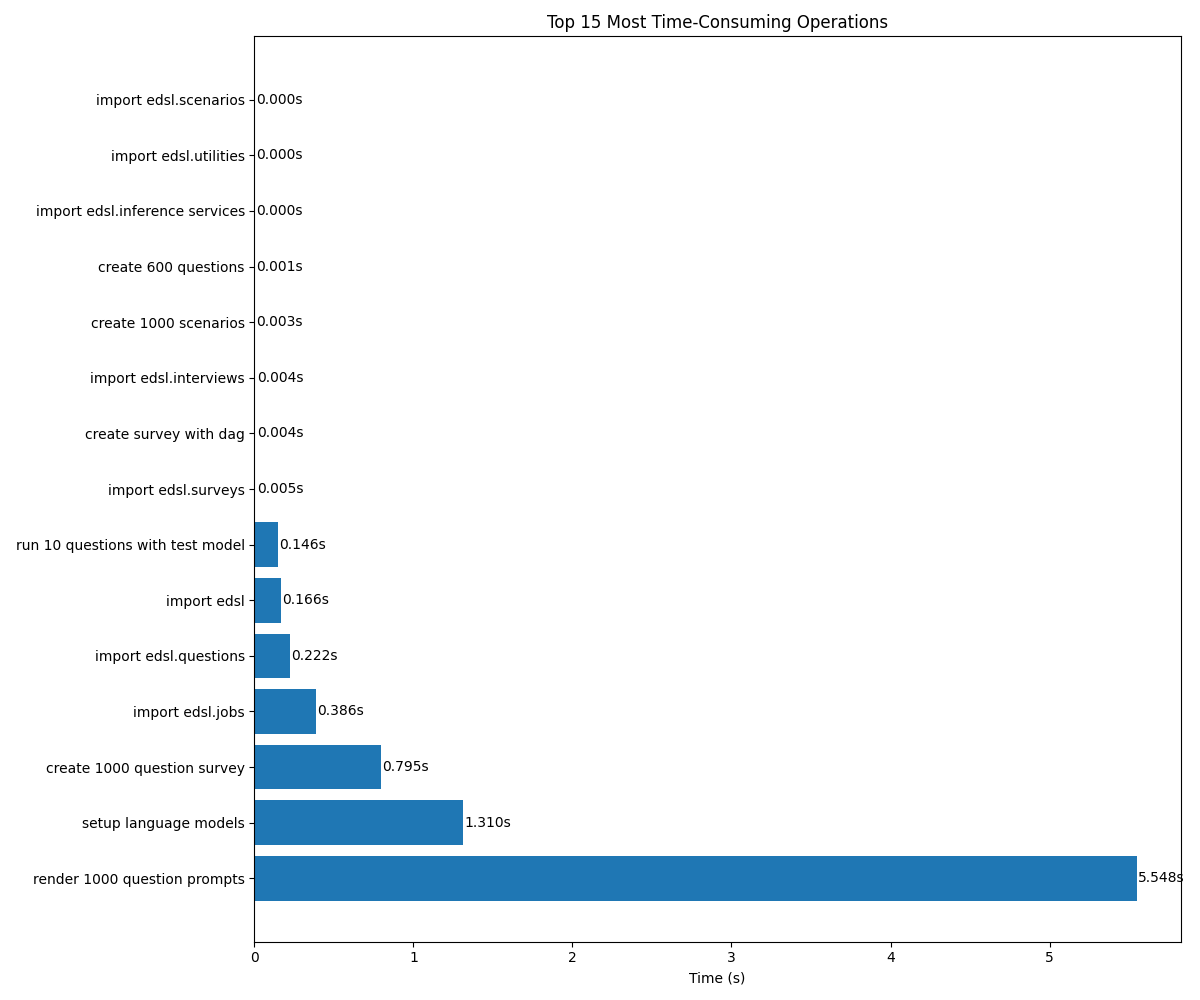 Top 15 Most Time-Consuming Operations
import edsl.scenarios 0.000s
import edsl.utilities 0.000s
import edsl.inference services 0.000s
create 600 questions 0.001s
create 1000 scenarios 0.003s
import edsl.interviews 0.004s
create survey with dag 0.004s
import edsl.surveys 0.005s
run 10 questions with test model 0.146s
import edsl 0.166s
import edsl.questions 0.222s
import edsl.jobs 0.386s
create 1000 question survey 0.795s
setup language models 1.310s
render 1000 question prompts 5.548s
0 1 2 3 4 5
Time (s)